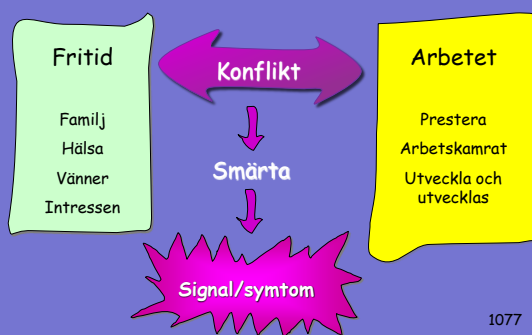 Fritid
Familj
Hälsa
Vänner
Intressen
Konflikt
Smärta
Signal/symtom
Arbetet
Prestera
Arbetskamrat
Utveckla och
utvecklas
1077